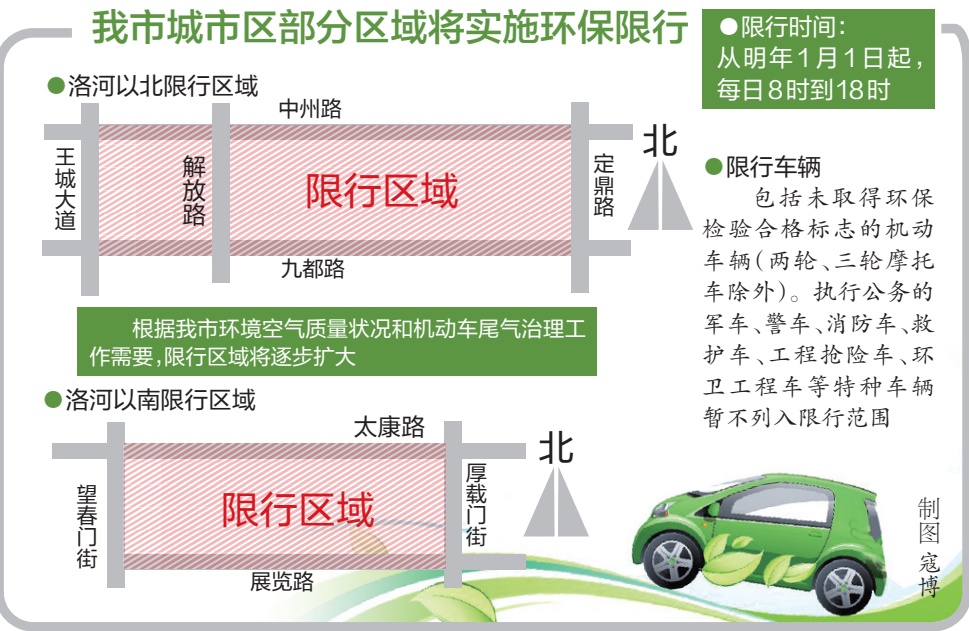 我市城市区部分区域将实施环保限行
●限行时间：
从明年1月1日起，
每日8时到18时
●洛河以北限行区域
中州路
王城大道
解放路
限行区域
定鼎路
北
九都路
根据我市环境空气质量状况和机动车尾气治理工
作需要，限行区域将逐步扩大
●洛河以南限行区域
太康路
望春门街
限行区域
厚载门街
北
展览路
●限行车辆
包括未取得环保
检验合格标志的机动
车辆（两轮、三轮摩托
车除外）。执行公务的
军车、警车、消防车、救
护车、工程抢险车、环
卫工程车等特种车辆
暂不列入限行范围
制图 寇博